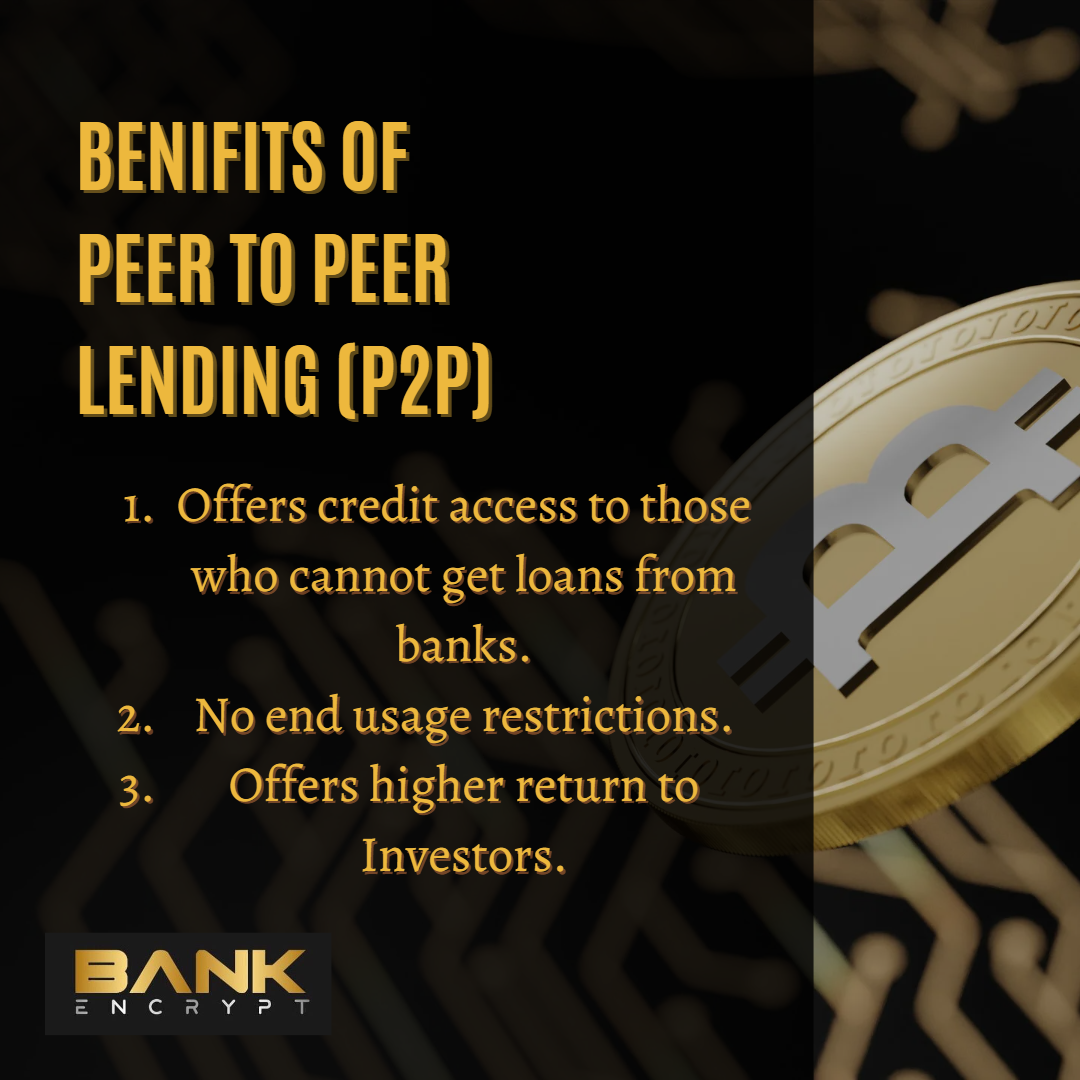 BENIFITS OF
PEER TO PEER
LENDING (P2P)
1. Offers credit access to those
who cannot get loans from
banks.
2. No end usage restrictions.
3. Offers higher return to
Investors.
BANK
ENCRYPT